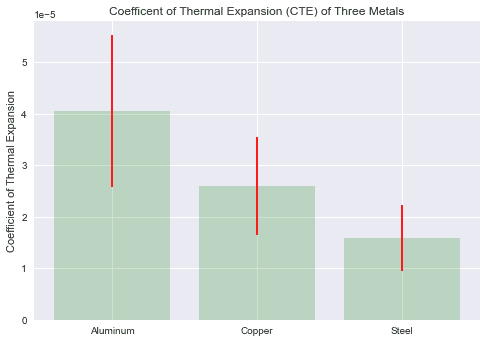 Coefficent of Thermal Expansion (CTE) of Three Metals
1e−5
Coefficient of Thermal Expansion
5
4
3
2
1
0
Aluminum
Copper
Steel